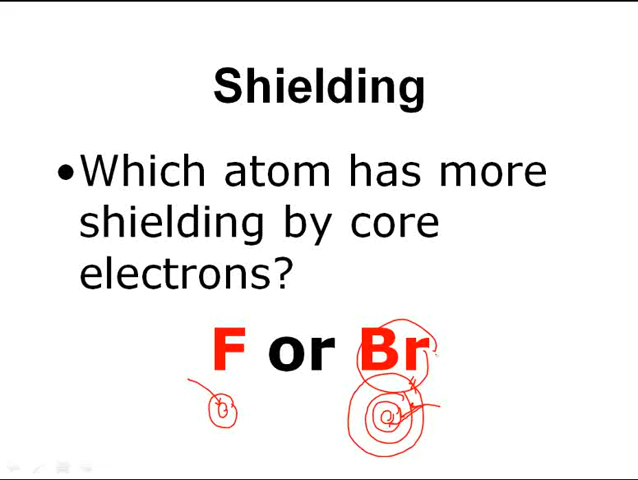 Shielding
•Which atom has more
shielding by core
electrons?
F or Br